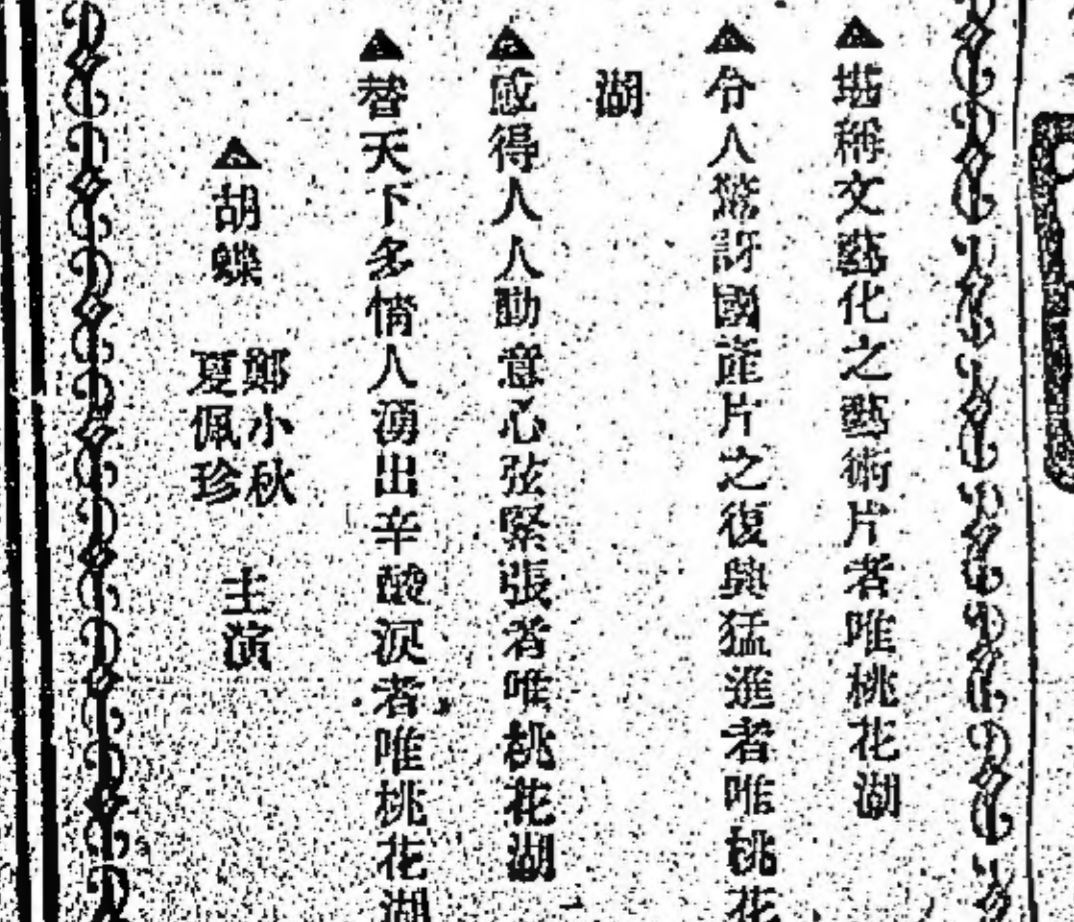 ▲堪稱文藝化之藝術片者唯桃花湖
▲令人驚訝國產片之復興猛進者唯桃花
湖
▲感得人人動意心弦緊張者唯桃花湖
▲替天下多情人湧出辛酸淚者唯桃花湖
▲胡蝶 鄭小秋 夏佩珍 主演